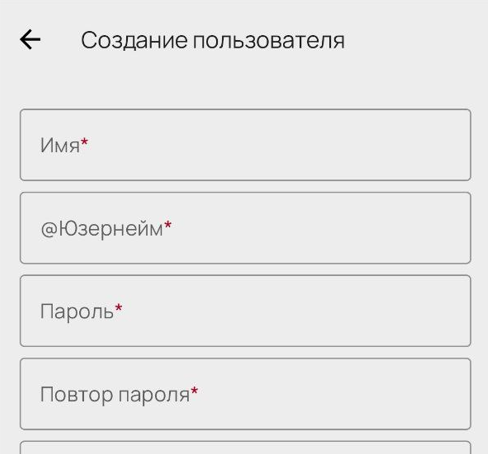 Создание пользователя
Имя*
@Юзернейм*
Пароль*
Повтор пароля*